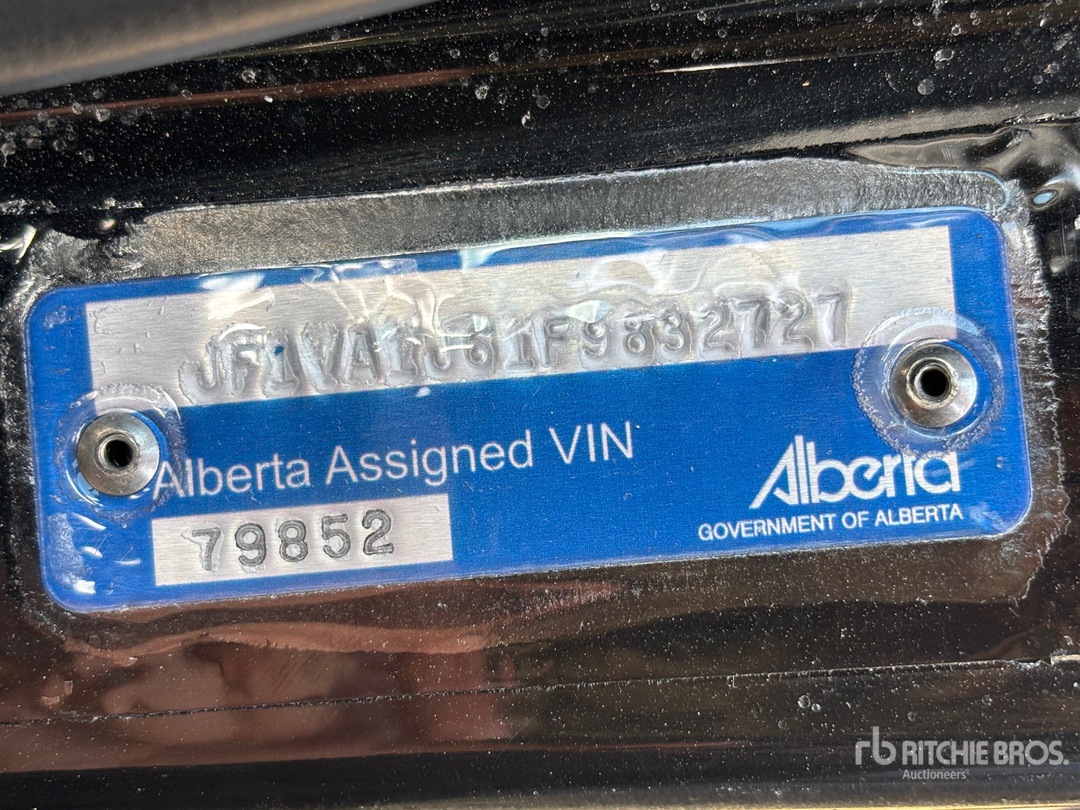 JF1VA1J61F9832727
Alberta Assigned VIN
79852
Alberta
GOVERNMENT OF ALBERTA
rb RITCHIE BROS.
Auctioneers